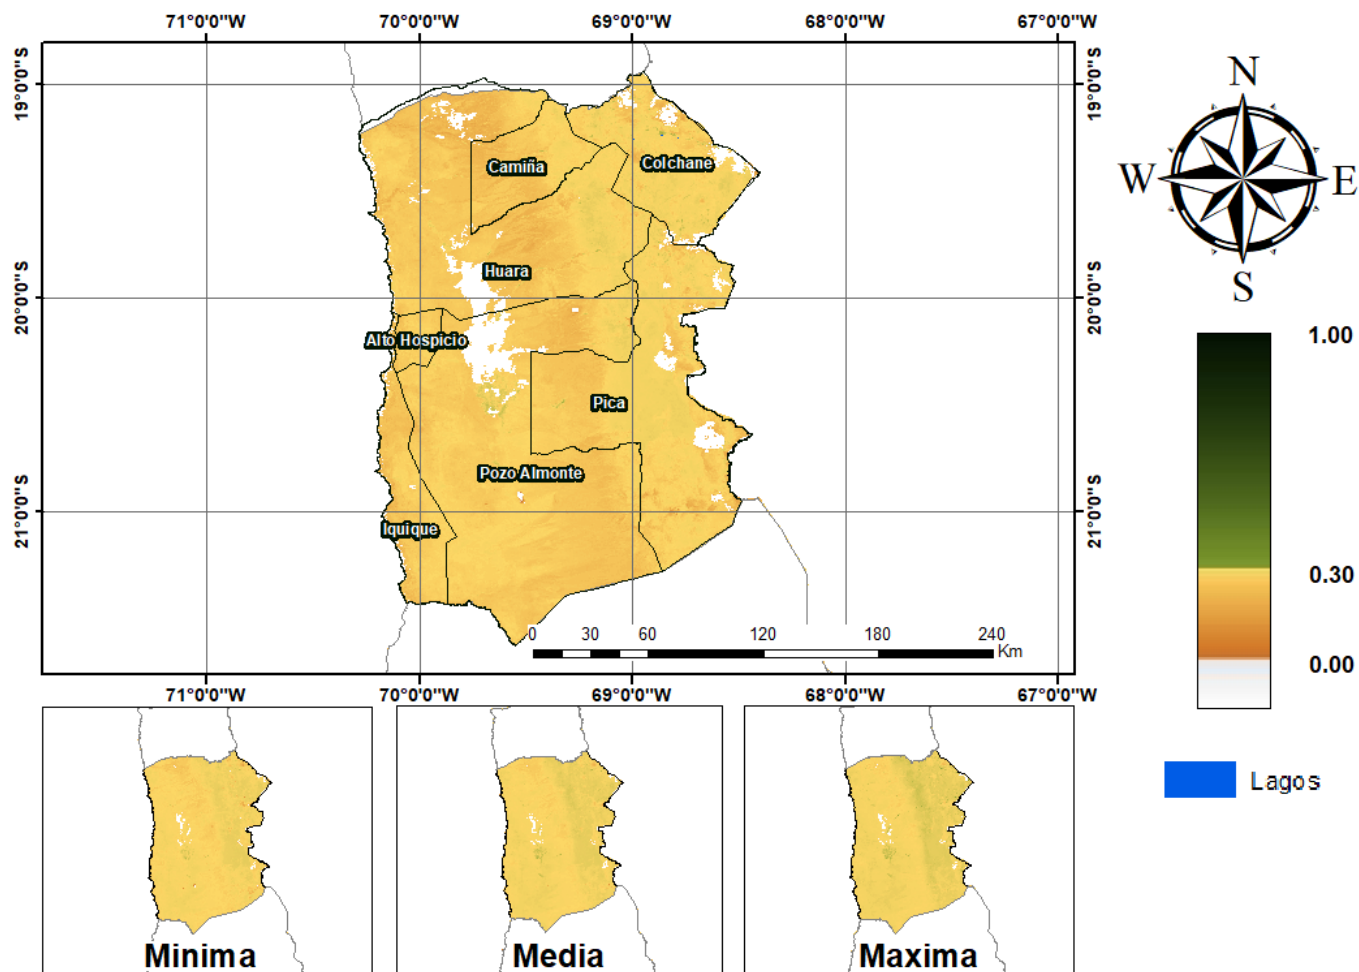 71°0'0"W 70°0'0"W 69°0'0"W 68°0'0"W 67°0'0"W
19°0'0"S
19°0'0"S
20°0'0"S
20°0'0"S
21°0'0"S
21°0'0"S
Camiña
Colchane
Huara
Alto Hospicio
Pica
Pozo Almonte
Iquique
0 30 60 120 180 240
Km
71°0'0"W 70°0'0"W 69°0'0"W 68°0'0"W 67°0'0"W
N
W E
S
1.00
0.30
0.00
Lagos
Minima
Media
Maxima